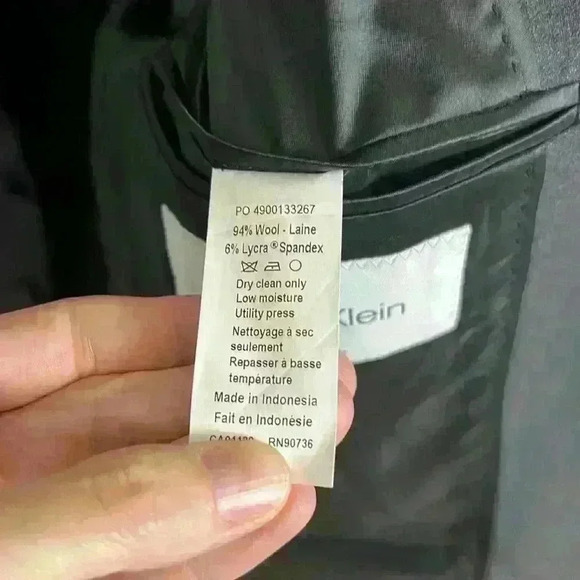 PO 4900133267
94% Wool - Laine
6% Lycra® Spandex
Dry clean only
Low moisture
Utility press
Nettoyage à sec
seulement
Repasser à basse
température
Made in Indonesia
Fait en Indonésie
RN90736
Klein